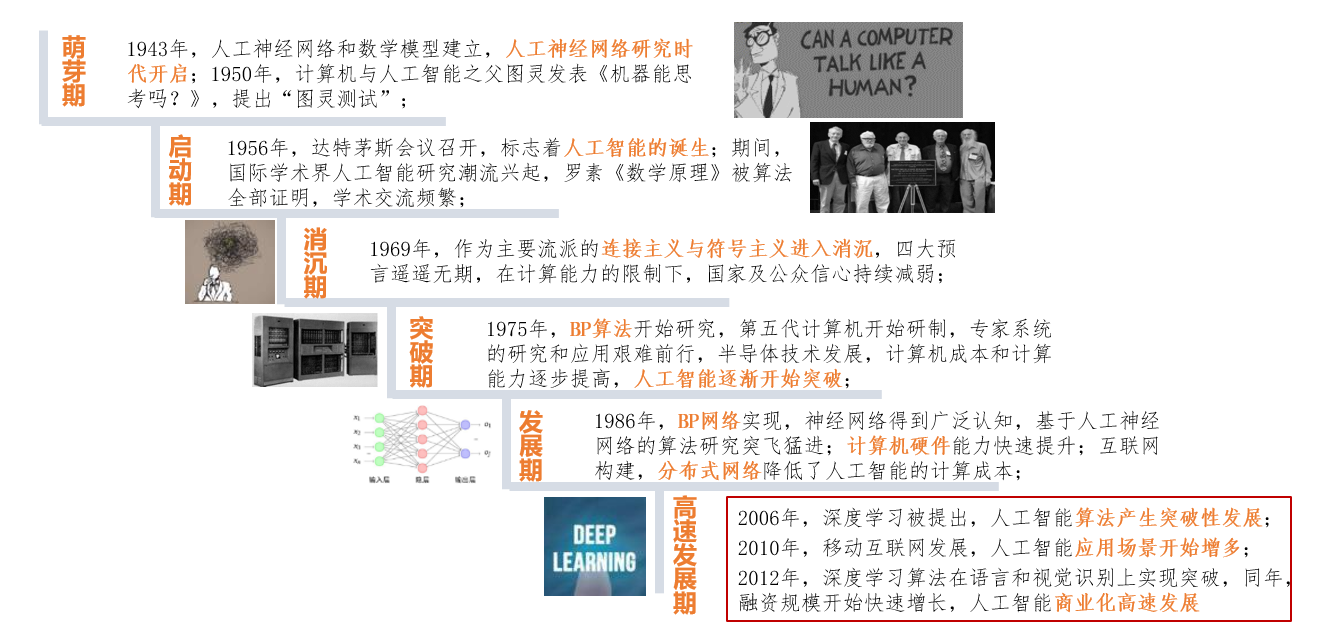 萌芽期
1943年，人工神经网络和数学模型建立，人工神经网络研究时
代开启；1950年，计算机与人工智能之父图灵发表《机器能思
考吗？》，提出“图灵测试”；
CAN A COMPUTER
TALK LIKE A
HUMAN?
启动期
1956年，达特茅斯会议召开，标志着人工智能的诞生；期间，
国际学术界人工智能研究潮流兴起，罗素《数学原理》被算法
全部证明，学术交流频繁；
消沉期
1969年，作为主要流派的连接主义与符号主义进入消沉，四大预
言遥遥无期，在计算能力的限制下，国家及公众信心持续减弱；
突破期
1975年，BP算法开始研究，第五代计算机开始研制，专家系统
的研究和应用艰难前行，半导体技术发展，计算机成本和计算
能力逐步提高，人工智能逐渐开始突破；
发展期
1986年，BP网络实现，神经网络得到广泛认知，基于人工神经
网络的算法研究突飞猛进；计算机硬件能力快速提升；互联网
构建，分布式网络降低了人工智能的计算成本；
输入层 隐层 输出层
DEEP
LEARNING
高速发展期
2006年，深度学习被提出，人工智能算法产生突破性发展；
2010年，移动互联网发展，人工智能应用场景开始增多；
2012年，深度学习算法在语言和视觉识别上实现突破，同年，
融资规模开始快速增长，人工智能商业化高速发展